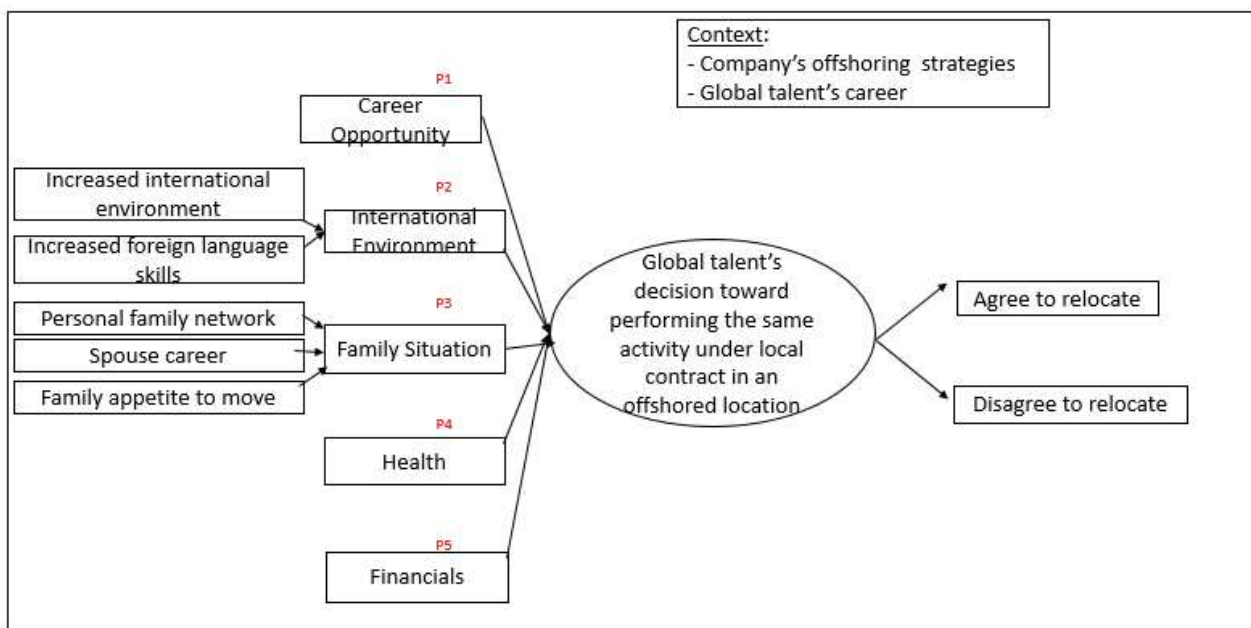 Context:
- Company’s offshoring strategies
- Global talent’s career
P1
Career
Opportunity
Increased international
environment
Increased foreign language
skills
P2
International
Environment
Personal family network
Spouse career
Family appetite to move
P3
Family Situation
P4
Health
P5
Financials
Global talent’s
decision toward
performing the same
activity under local
contract in an
offshored location
Agree to relocate
Disagree to relocate